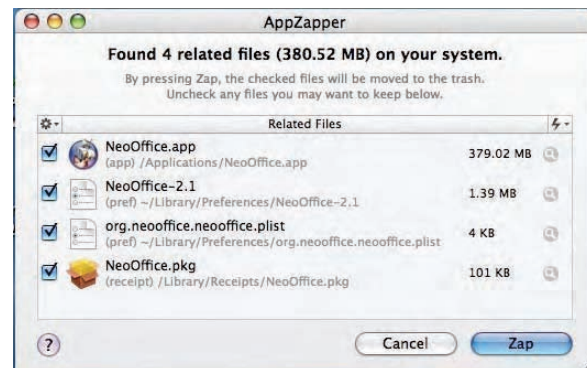 AppZapper
Found 4 related files (380.52 MB) on your system.
By pressing Zap, the checked files will be moved to the trash.
Uncheck any files you may want to keep below.
Related Files
NeoOffice.app
(app) /Applications/NeoOffice.app
379.02 MB
NeoOffice-2.1
(pref) ~/Library/Preferences/NeoOffice-2.1
1.39 MB
org.neooffice.neooffice.plist
(pref) ~/Library/Preferences/org.neooffice.neooffice.plist
4 KB
NeoOffice.pkg
(receipt) /Library/Receipts/NeoOffice.pkg
101 KB
?
Cancel
Zap